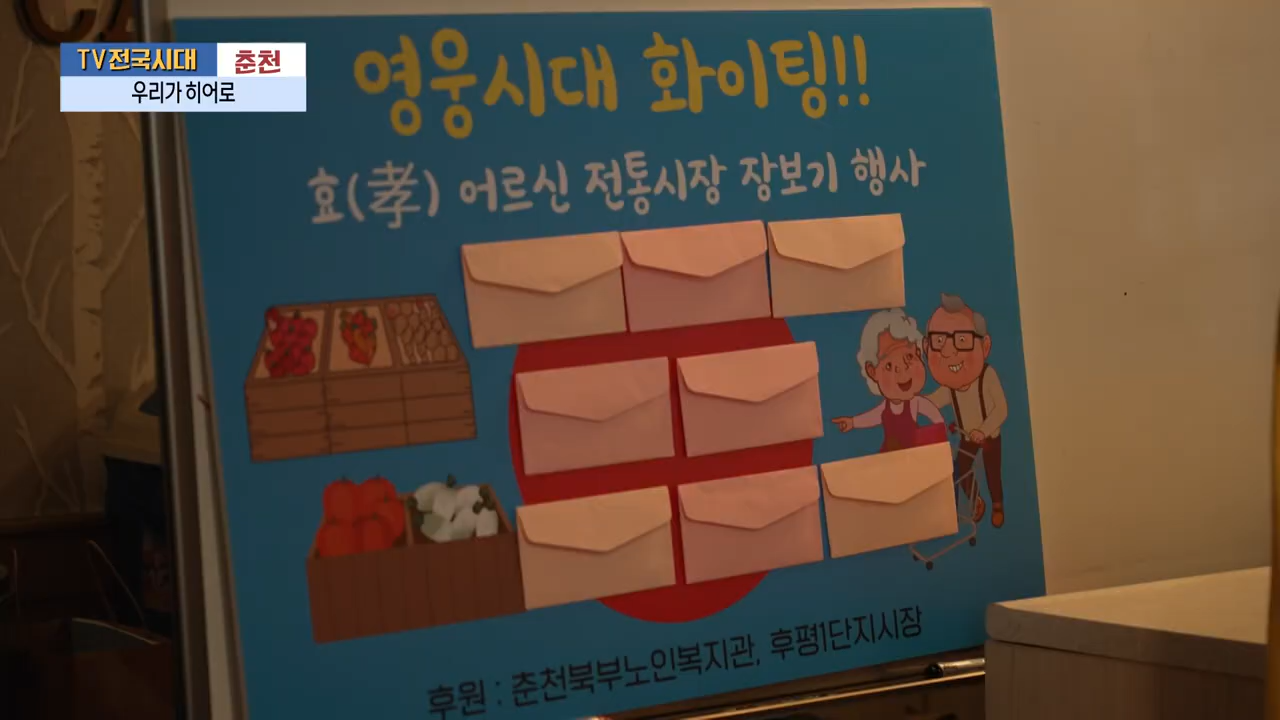 TV전국시대 춘천
우리가 히어로
영웅시대 화이팅!!
효(孝) 어르신 전통시장 장보기 행사
후원 : 춘천북부노인복지관, 후평1단지시장